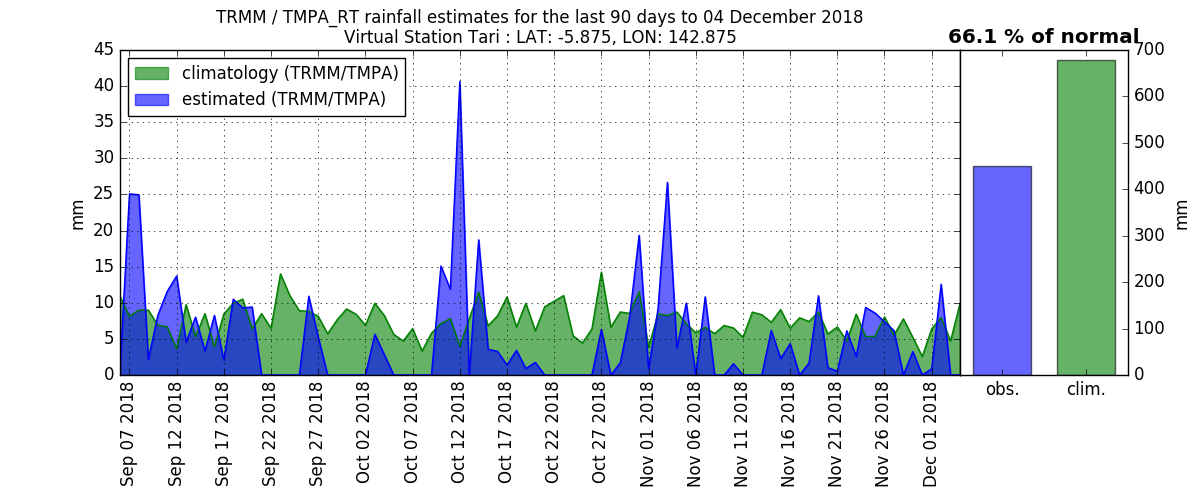 TRMM / TMPA_RT rainfall estimates for the last 90 days to 04 December 2018
Virtual Station Tari : LAT: -5.875, LON: 142.875
66.1 % of normal
climatology (TRMM/TMPA)
estimated (TRMM/TMPA)
45
40
35
30
25
20
15
10
5
0
mm
Sep 07 2018
Sep 12 2018
Sep 17 2018
Sep 22 2018
Sep 27 2018
Oct 02 2018
Oct 07 2018
Oct 12 2018
Oct 17 2018
Oct 22 2018
Oct 27 2018
Nov 01 2018
Nov 06 2018
Nov 11 2018
Nov 16 2018
Nov 21 2018
Nov 26 2018
Dec 01 2018
obs.
clim.
700
600
500
400
300
200
100
0
mm